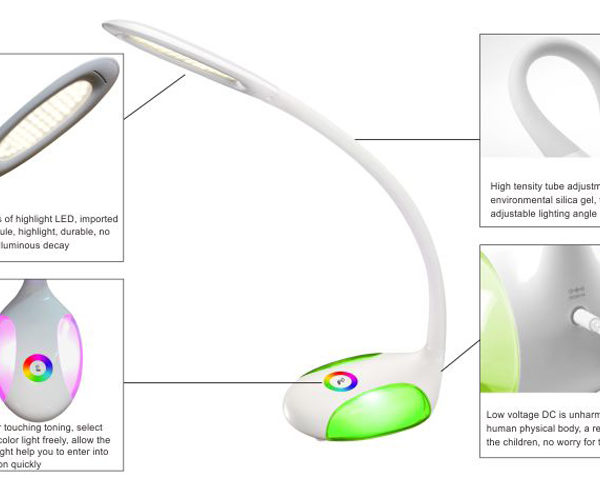 s of highlight LED, imported
ule, highlight, durable, no
luminous decay
High tensity tube adjustm
environmental silica gel,
adjustable lighting angle
touching toning, select
color light freely, allow the
ght help you to enter into
on quickly
Low voltage DC is unharm
human physical body, a re
the children, no worry for